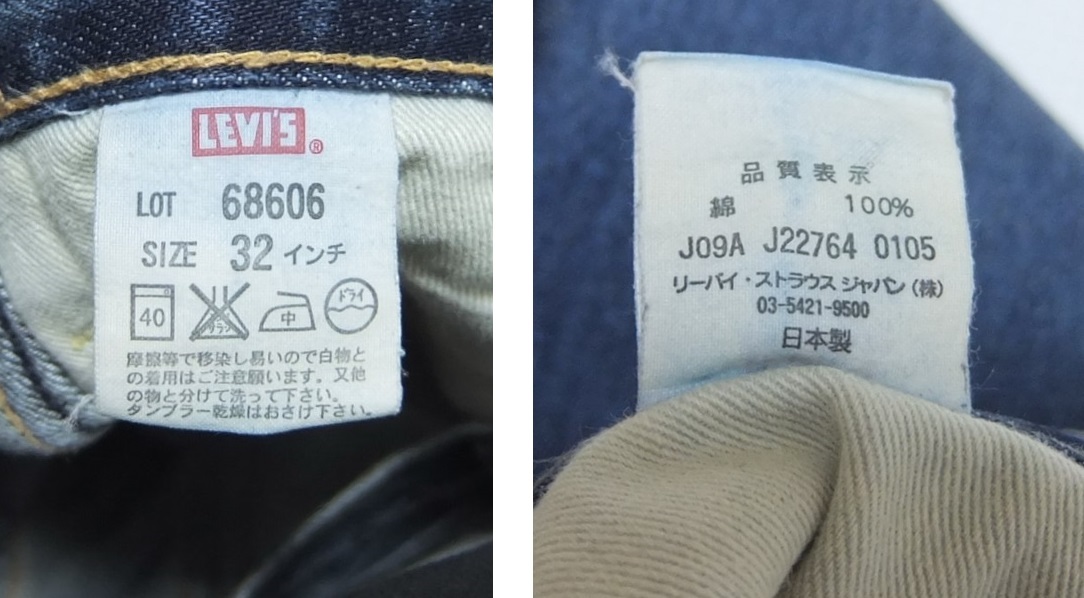 LEVI'S®
LOT 68606
SIZE 32 インチ
40 中 ドライ
摩擦等で移染し易いので白物と
の着用はご注意願います。又他
の物と分けて洗って下さい。
タンブラー乾燥はおさけ下さい。
品質表示
綿 100%
J09A J22764 0105
リーバイ・ストラウス ジャパン(株)
03-5421-9500
日本製